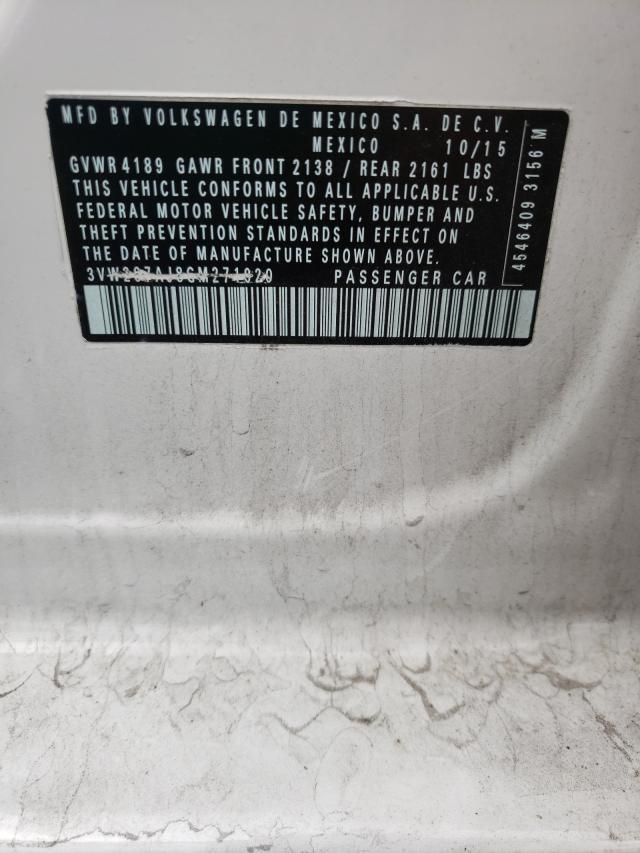 MFD BY VOLKSWAGEN DE MEXICO S.A. DE C.V.
MEXICO 10/15
GVWR 4189 GAWR FRONT 2138 / REAR 2161 LBS
THIS VEHICLE CONFORMS TO ALL APPLICABLE U.S.
FEDERAL MOTOR VEHICLE SAFETY, BUMPER AND
THEFT PREVENTION STANDARDS IN EFFECT ON
THE DATE OF MANUFACTURE SHOWN ABOVE.
PASSENGER CAR
4546409 3156 M